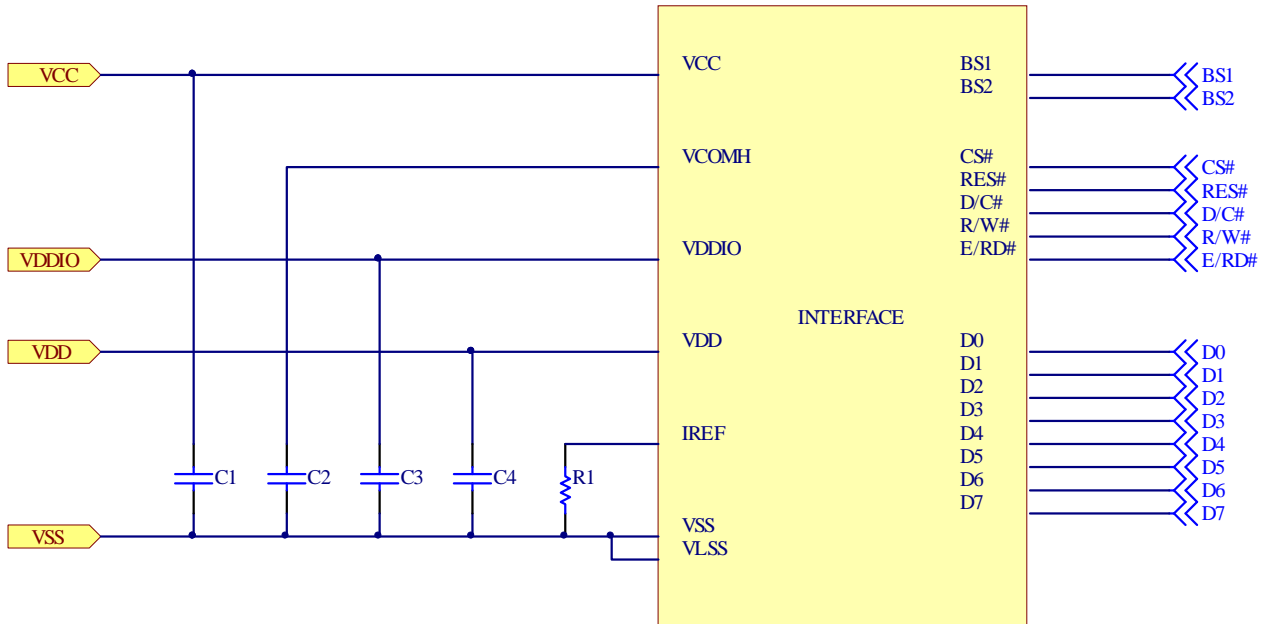 VCC
VCC
BS1
BS1
BS2
BS2
VCOMH
CS#
CS#
RES#
RES#
D/C#
D/C#
R/W#
R/W#
VDDIO
VDDIO
E/RD#
E/RD#
INTERFACE
VDD
VDD
D0
D0
D1
D1
D2
D2
D3
D3
IREF
D4
D4
D5
D5
C1
C2
C3
C4
R1
D6
D6
D7
D7
VSS
VSS
VLSS